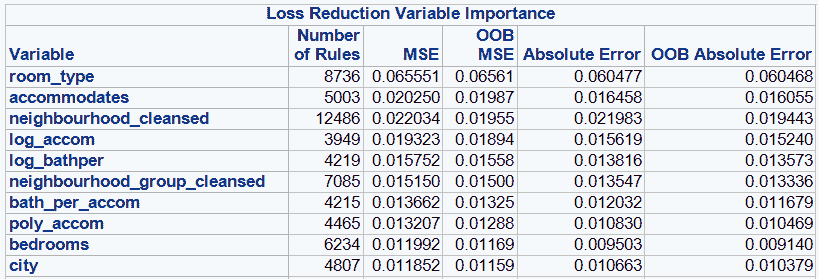 Loss Reduction Variable Importance
Variable Number of Rules MSE OOB MSE Absolute Error OOB Absolute Error
room_type 8736 0.065551 0.06561 0.060477 0.060468
accommodates 5003 0.020250 0.01987 0.016458 0.016055
neighbourhood_cleansed 12486 0.022034 0.01955 0.021983 0.019443
log_accom 3949 0.019323 0.01894 0.015619 0.015240
log_bathper 4219 0.015752 0.01558 0.013816 0.013573
neighbourhood_group_cleansed 7085 0.015150 0.01500 0.013547 0.013336
bath_per_accom 4215 0.013662 0.01325 0.012032 0.011679
poly_accom 4465 0.013207 0.01288 0.010830 0.010469
bedrooms 6234 0.011992 0.01169 0.009503 0.009140
city 4807 0.011852 0.01159 0.010663 0.010379